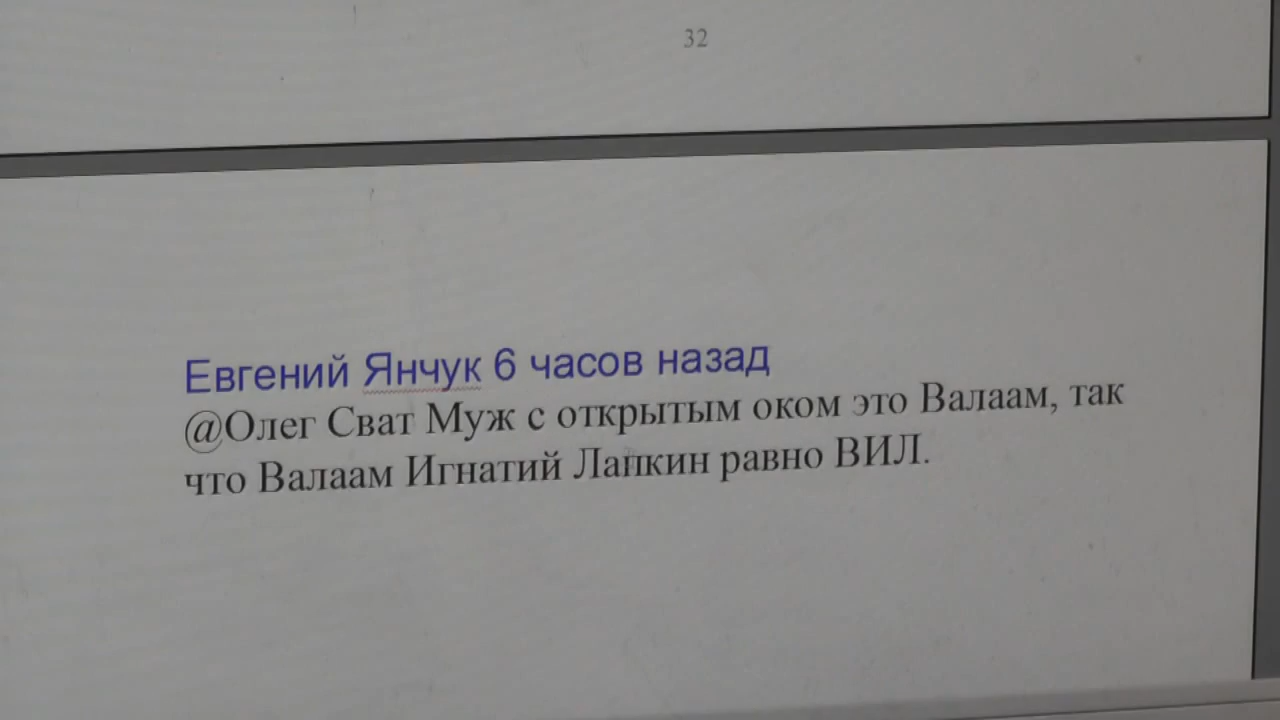 32
Евгений Янчук 6 часов назад
@Олег Сват Муж с открытым оком это Валаам, так
что Валаам Игнатий Лапкин равно ВИЛ.